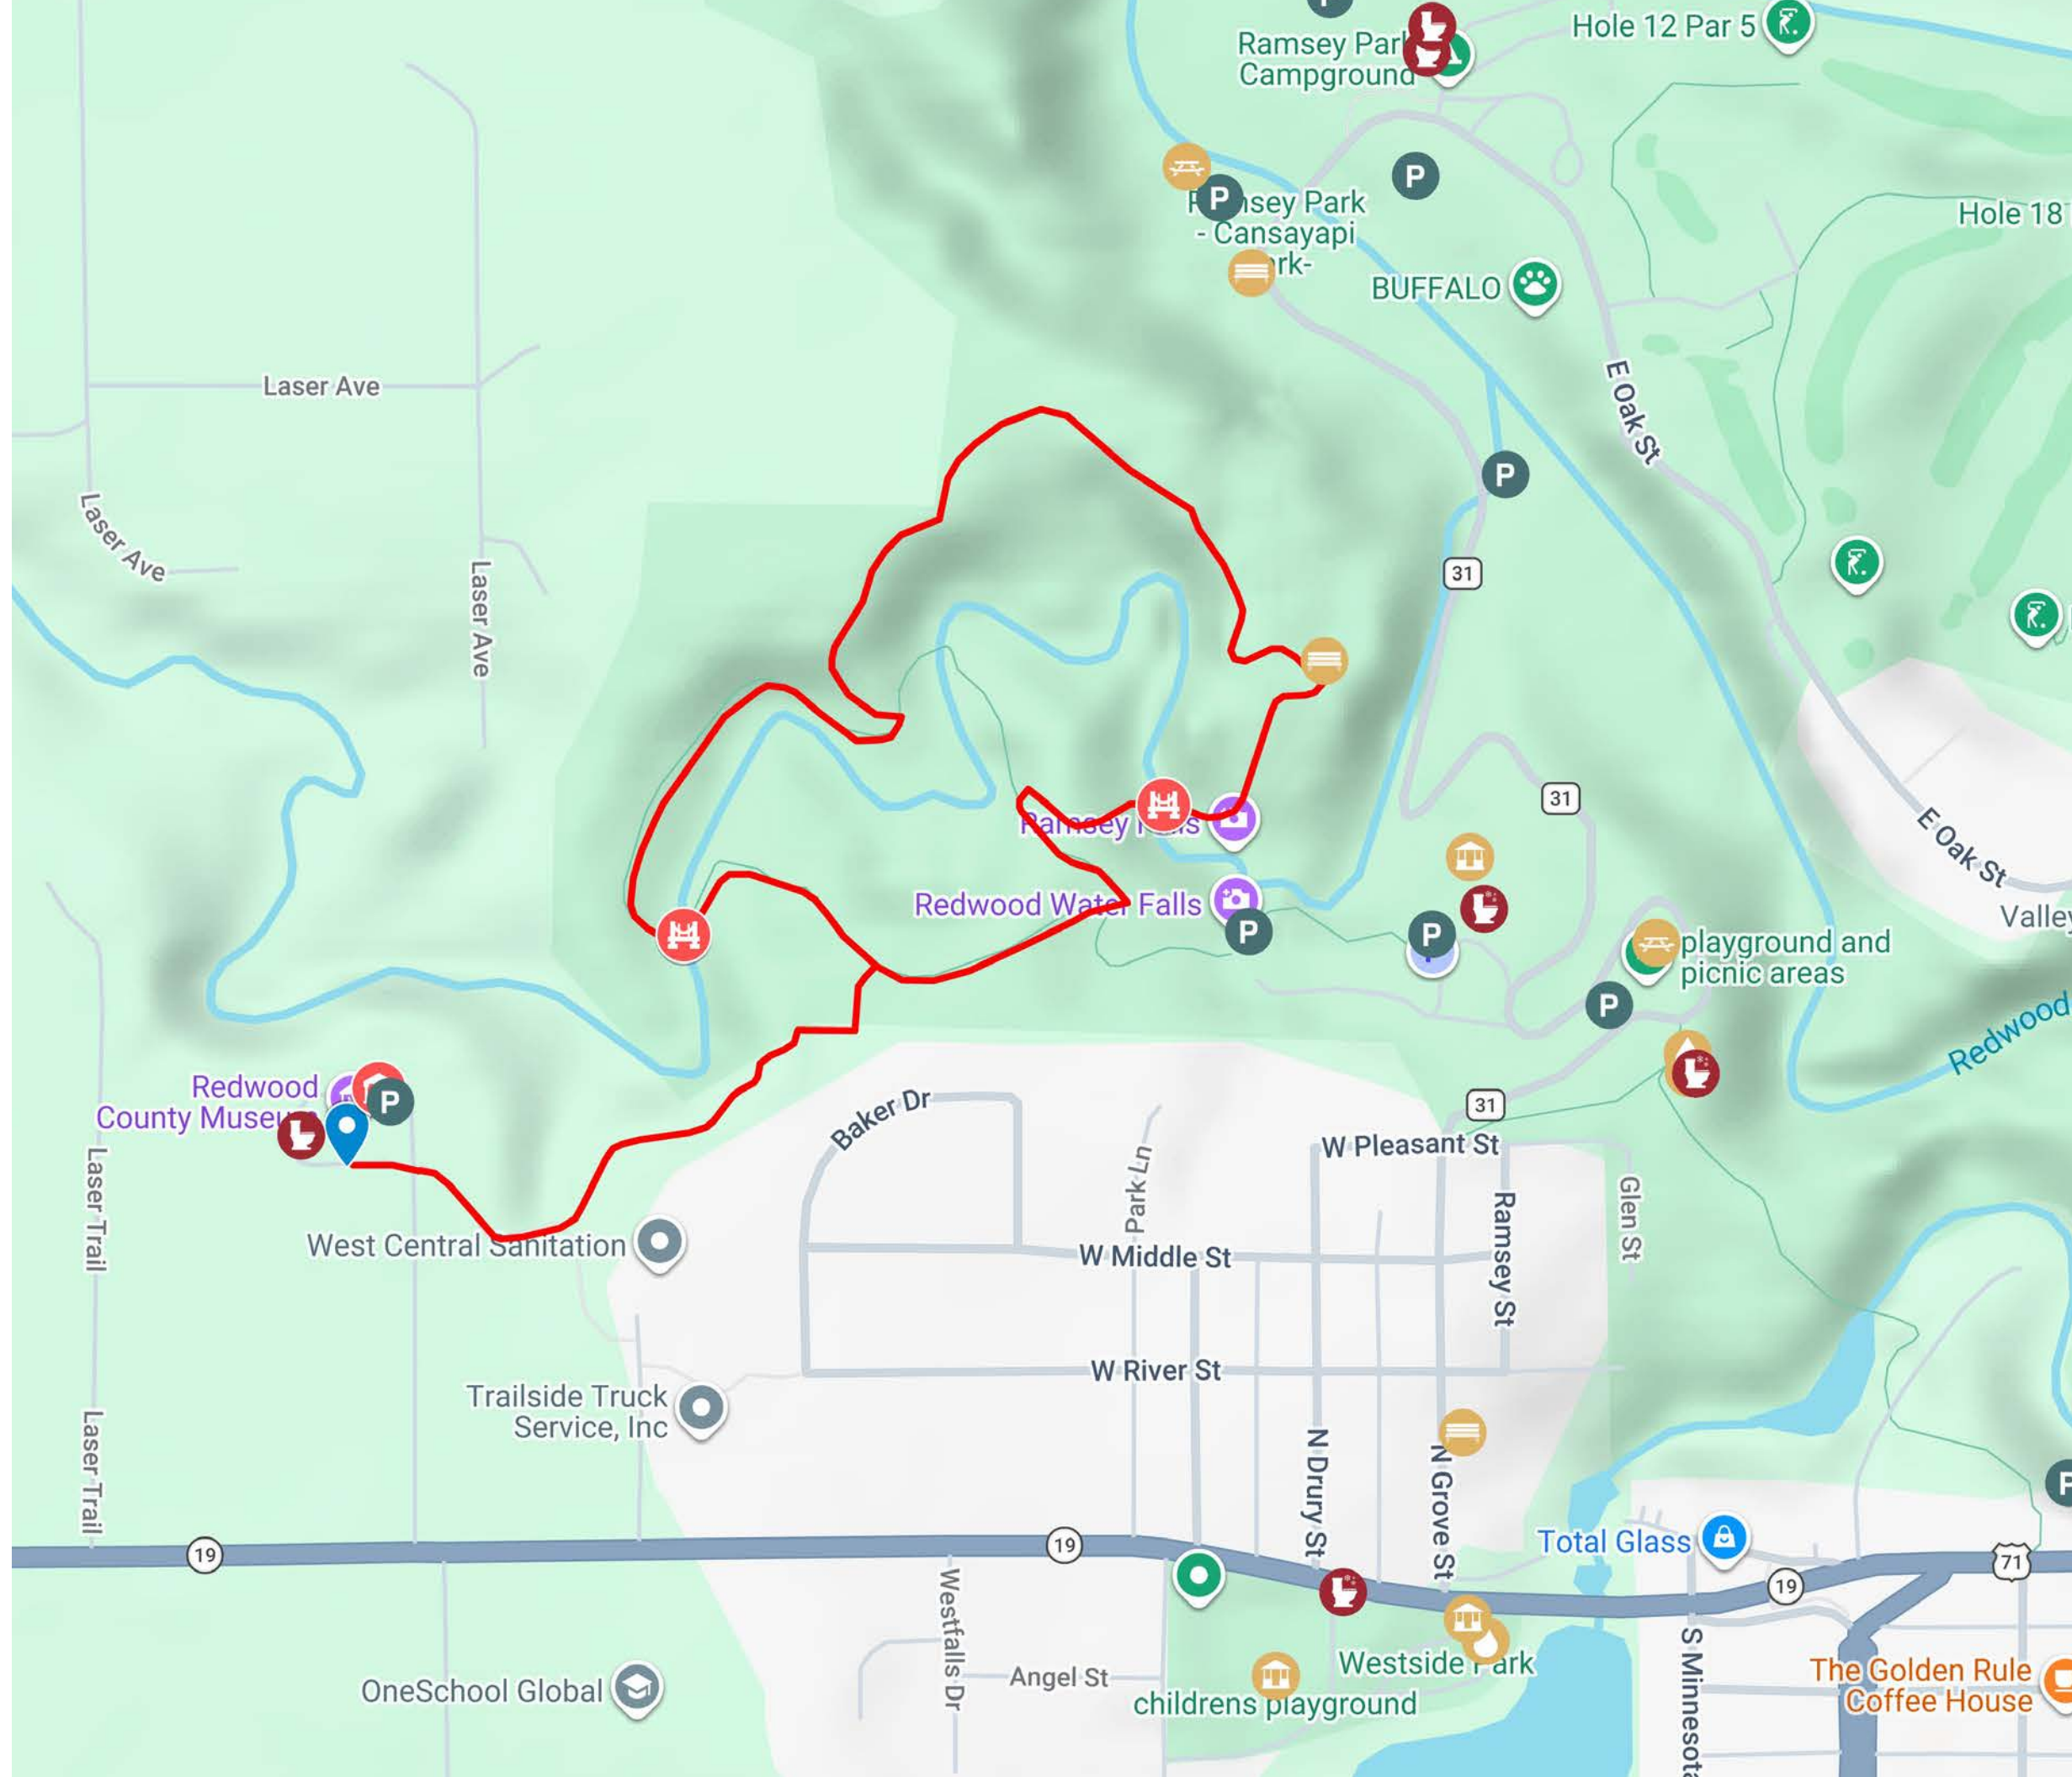 Hole 12 Par 5
Ramsey Par
Campground
Hole 18
Park
- Cansayapi
BUFFALO
Laser Ave
E Oak St
Laser Ave
Laser Ave
31
31
Ramsey
Redwood Water Falls
E Oak St
Valley
playground and
picnic areas
Redwood
Redwood
County
31
Baker Dr
W Pleasant St
Park Ln
Laser Trail
Ramsey St
Glen St
West Central Sanitation
W Middle St
W River St
Trailside Truck
Service, Inc
Laser Trail
N Drury St
N Grove St
19
19
Total Glass
71
19
Westfalls Dr
Angel St
Westside Park
childrens playground
OneSchool Global
S Minnesota
The Golden Rule
Coffee House
P
P
P
P
P
P
P
P